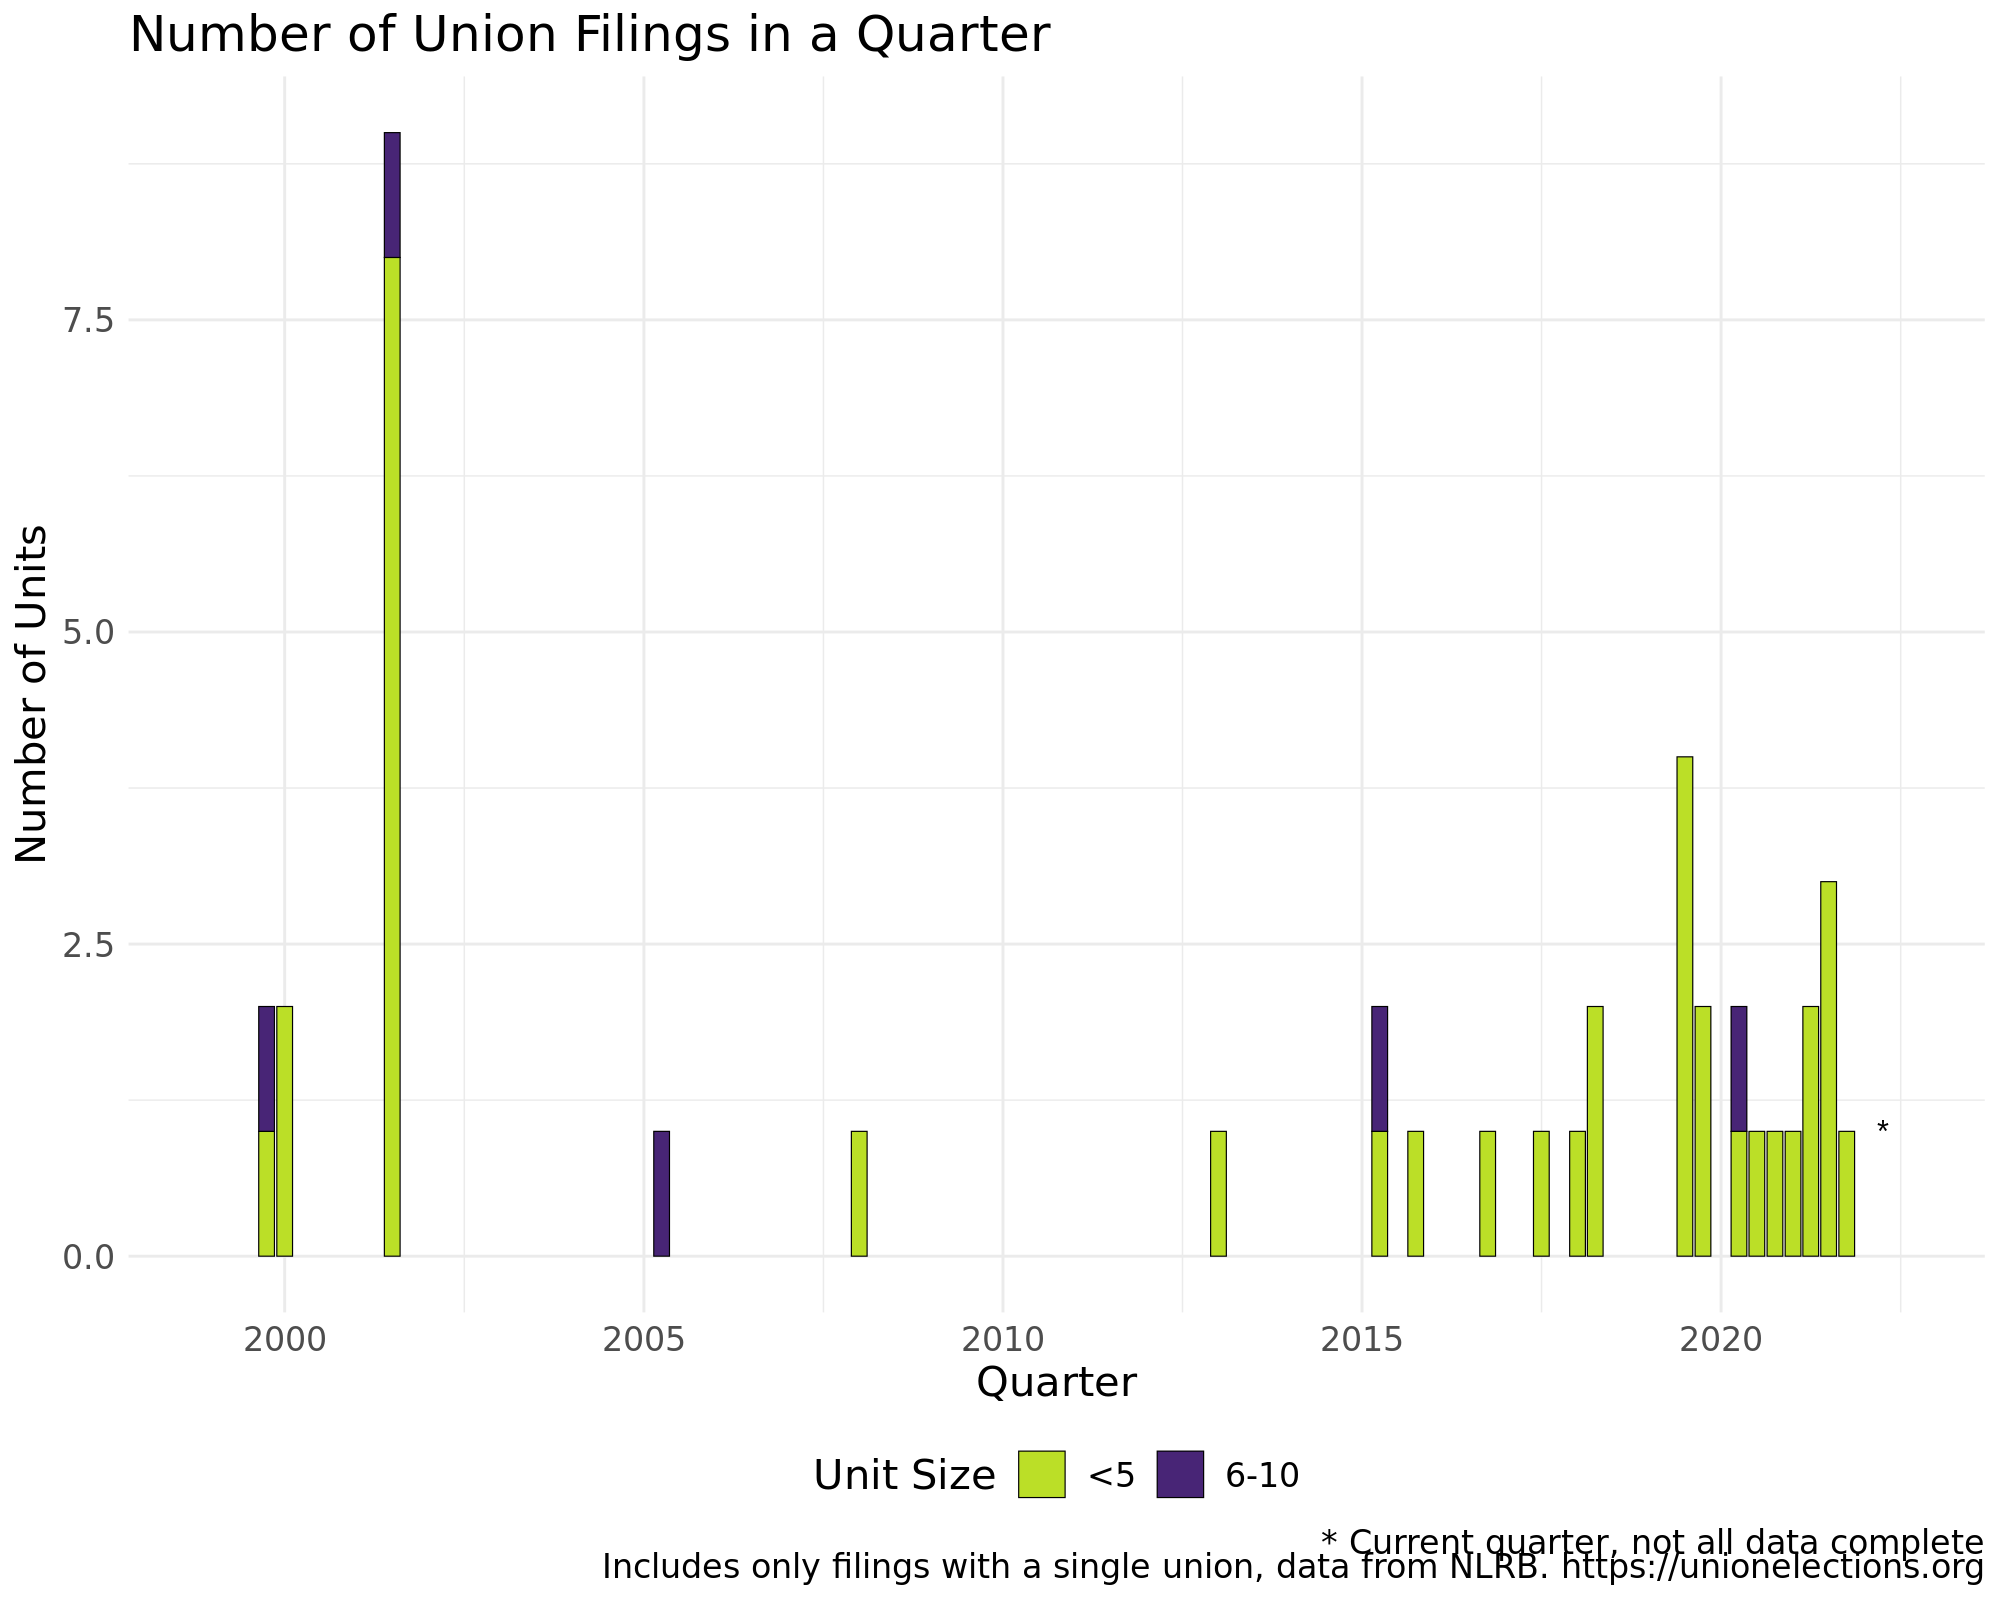 Number of Union Filings in a Quarter
Number of Units
7.5
5.0
2.5
0.0
*
2000 2005 2010 2015 2020
Quarter
Unit Size <5 6-10
* Current quarter, not all data complete
Includes only filings with a single union, data from NLRB. https://unionelections.org